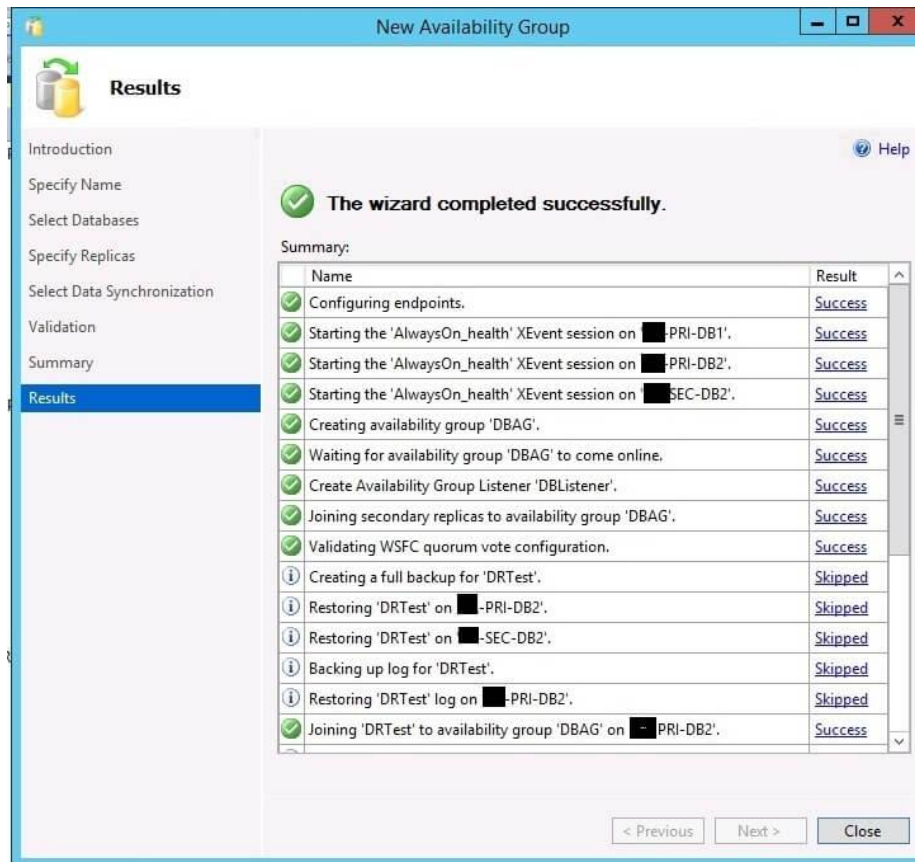 New Availability Group
Results
Introduction
Specify Name
Select Databases
Specify Replicas
Select Data Synchronization
Validation
Summary
Results
Help
The wizard completed successfully.
Summary:
Name Result
Configuring endpoints. Success
Starting the 'AlwaysOn_health' XEvent session on ' -PRI-DB1'. Success
Starting the 'AlwaysOn_health' XEvent session on -PRI-DB2'. Success
Starting the 'AlwaysOn_health' XEvent session on ' SEC-DB2'. Success
Creating availability group 'DBAG'. Success
Waiting for availability group 'DBAG' to come online. Success
Create Availability Group Listener 'DBListener'. Success
Joining secondary replicas to availability group 'DBAG'. Success
Validating WSFC quorum vote configuration. Success
Creating a full backup for 'DRTest'. Skipped
Restoring 'DRTest' on -PRI-DB2'. Skipped
Restoring 'DRTest' on ' -SEC-DB2'. Skipped
Backing up log for 'DRTest'. Skipped
Restoring 'DRTest' log on -PRI-DB2'. Skipped
Joining 'DRTest' to availability group 'DBAG' on PRI-DB2'. Success
< Previous Next > Close